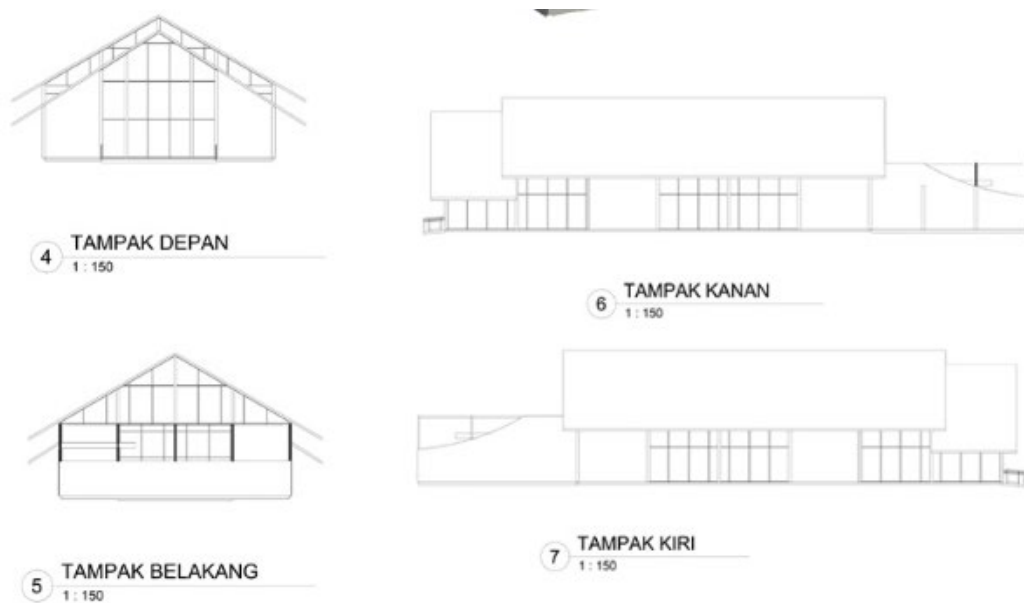 4 TAMPAK DEPAN
1 : 150
6 TAMPAK KANAN
1 : 150
5 TAMPAK BELAKANG
1 : 150
7 TAMPAK KIRI
1 : 150